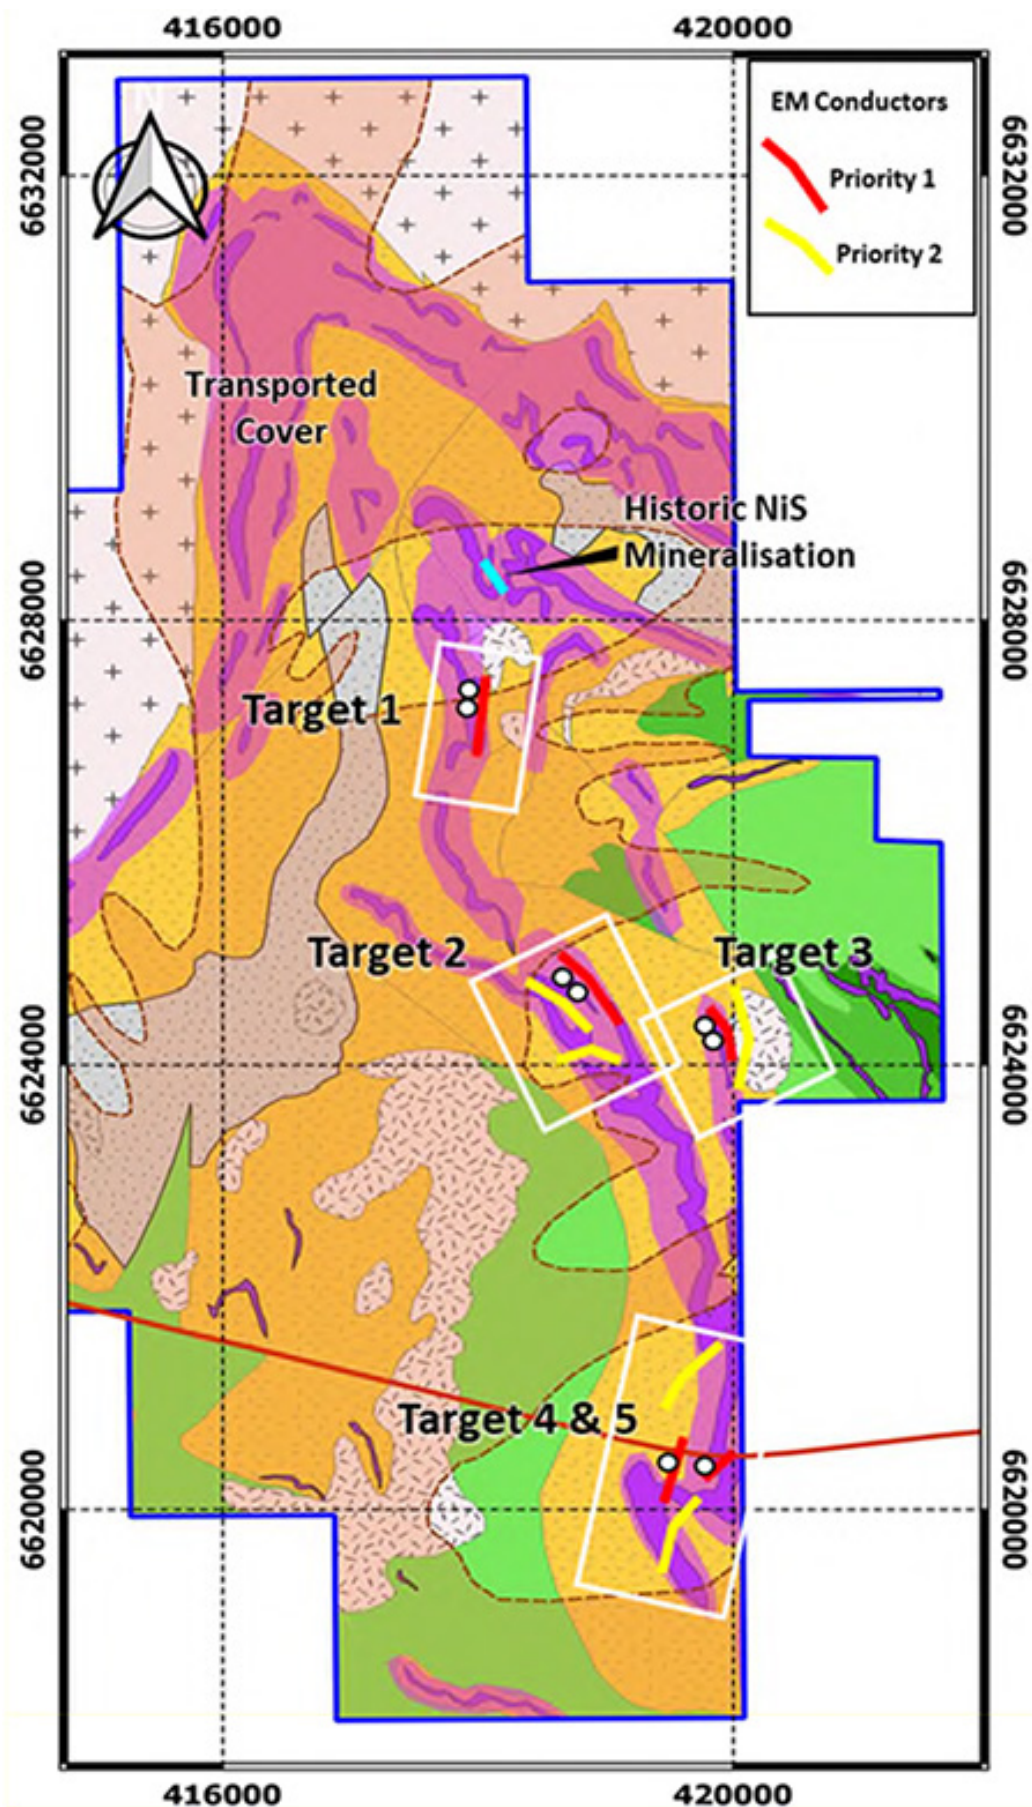 416000
420000
EM Conductors
Priority 1
Priority 2
N
6632000
6632000
Transported
Cover
Historic NiS
Mineralisation
6628000
6628000
Target 1
Target 2
Target 3
6624000
6624000
Target 4 & 5
6620000
6620000
416000
420000